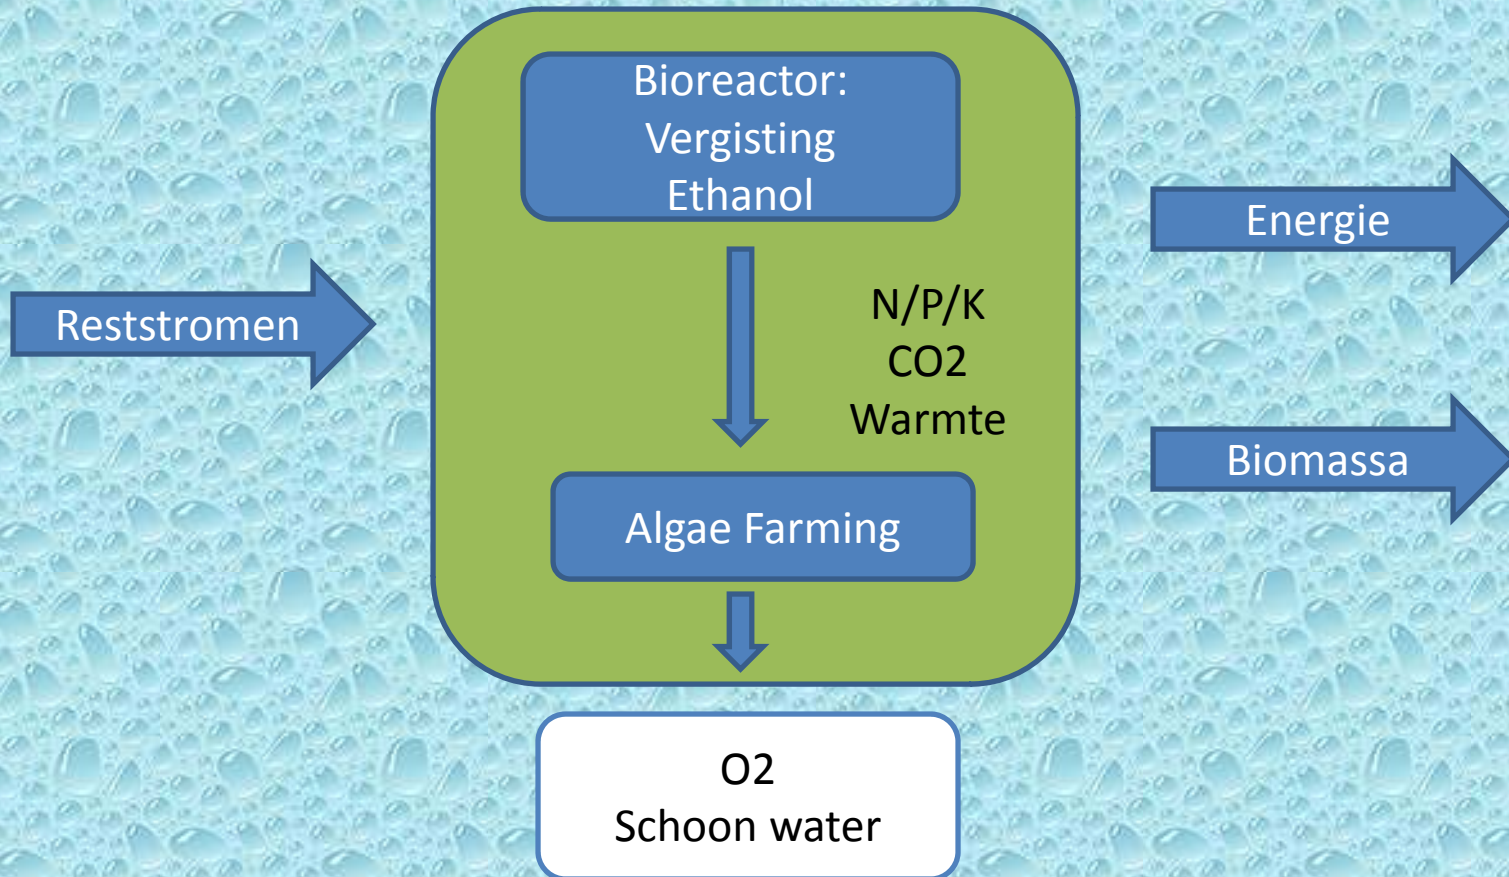 Bioreactor:
Vergisting
Ethanol
Reststromen
N/P/K
CO2
Warmte
Energie
Biomassa
Algae Farming
O2
Schoon water